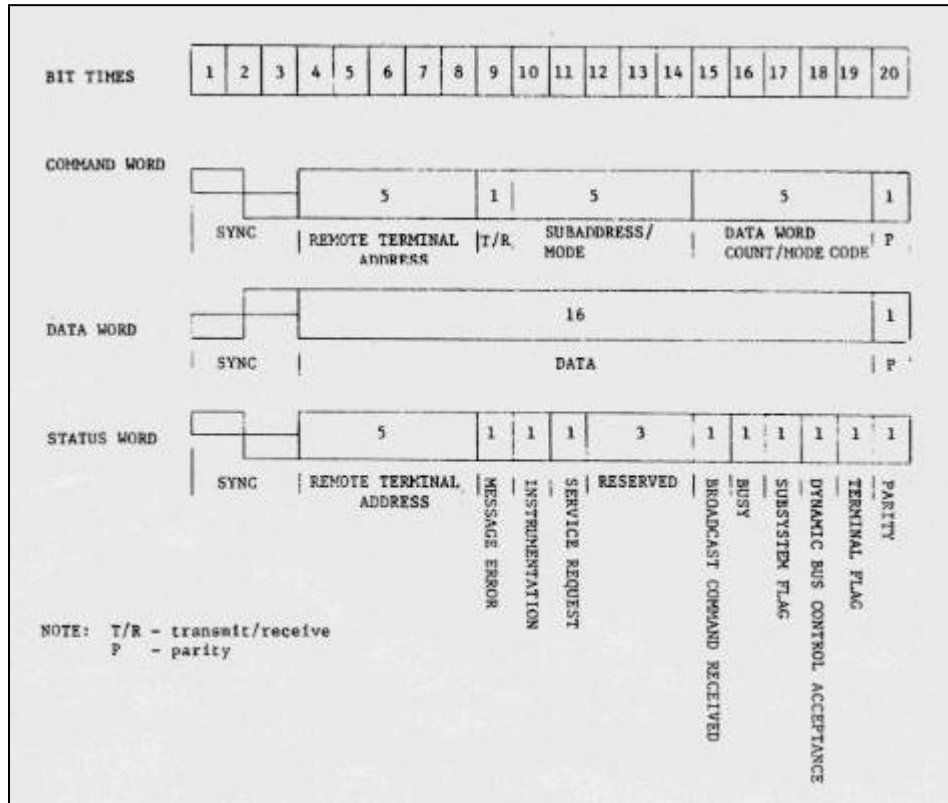 BIT TIMES 1 2 3 4 5 6 7 8 9 10 11 12 13 14 15 16 17 18 19 20
COMMAND WORD
5 1 5 5 1
SYNC REMOTE TERMINAL ADDRESS T/R SUBADDRESS/ MODE DATA WORD COUNT/MODE CODE P
DATA WORD
16 1
SYNC DATA P
STATUS WORD
5 1 1 1 3 1 1 1 1 1 1
SYNC REMOTE TERMINAL ADDRESS
MESSAGE ERROR
INSTRUMENTATION
SERVICE REQUEST
RESERVED
BROADCAST COMMAND RECEIVED
BUSY
SUBSYSTEM FLAG
DYNAMIC BUS CONTROL ACCEPTANCE
TERMINAL FLAG
PARITY
NOTE: T/R - transmit/receive
P - parity